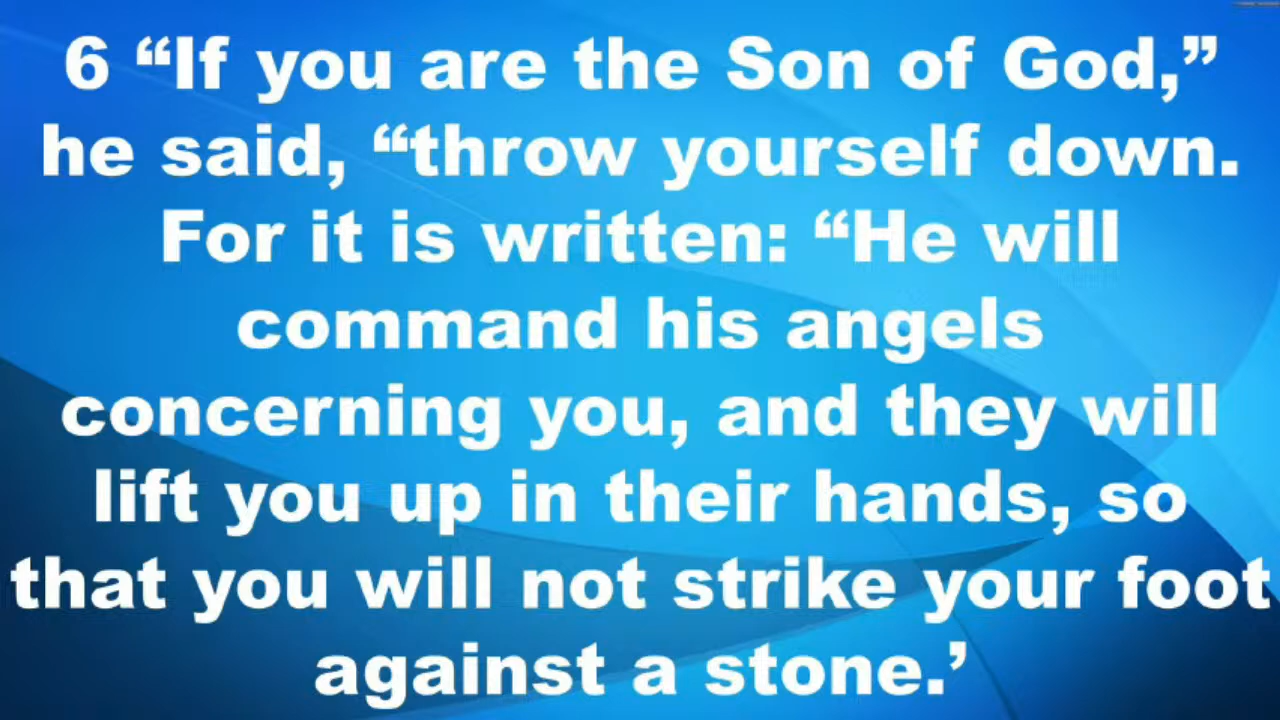 6 “If you are the Son of God,”
he said, “throw yourself down.
For it is written: “He will
command his angels
concerning you, and they will
lift you up in their hands, so
that you will not strike your foot
against a stone.’